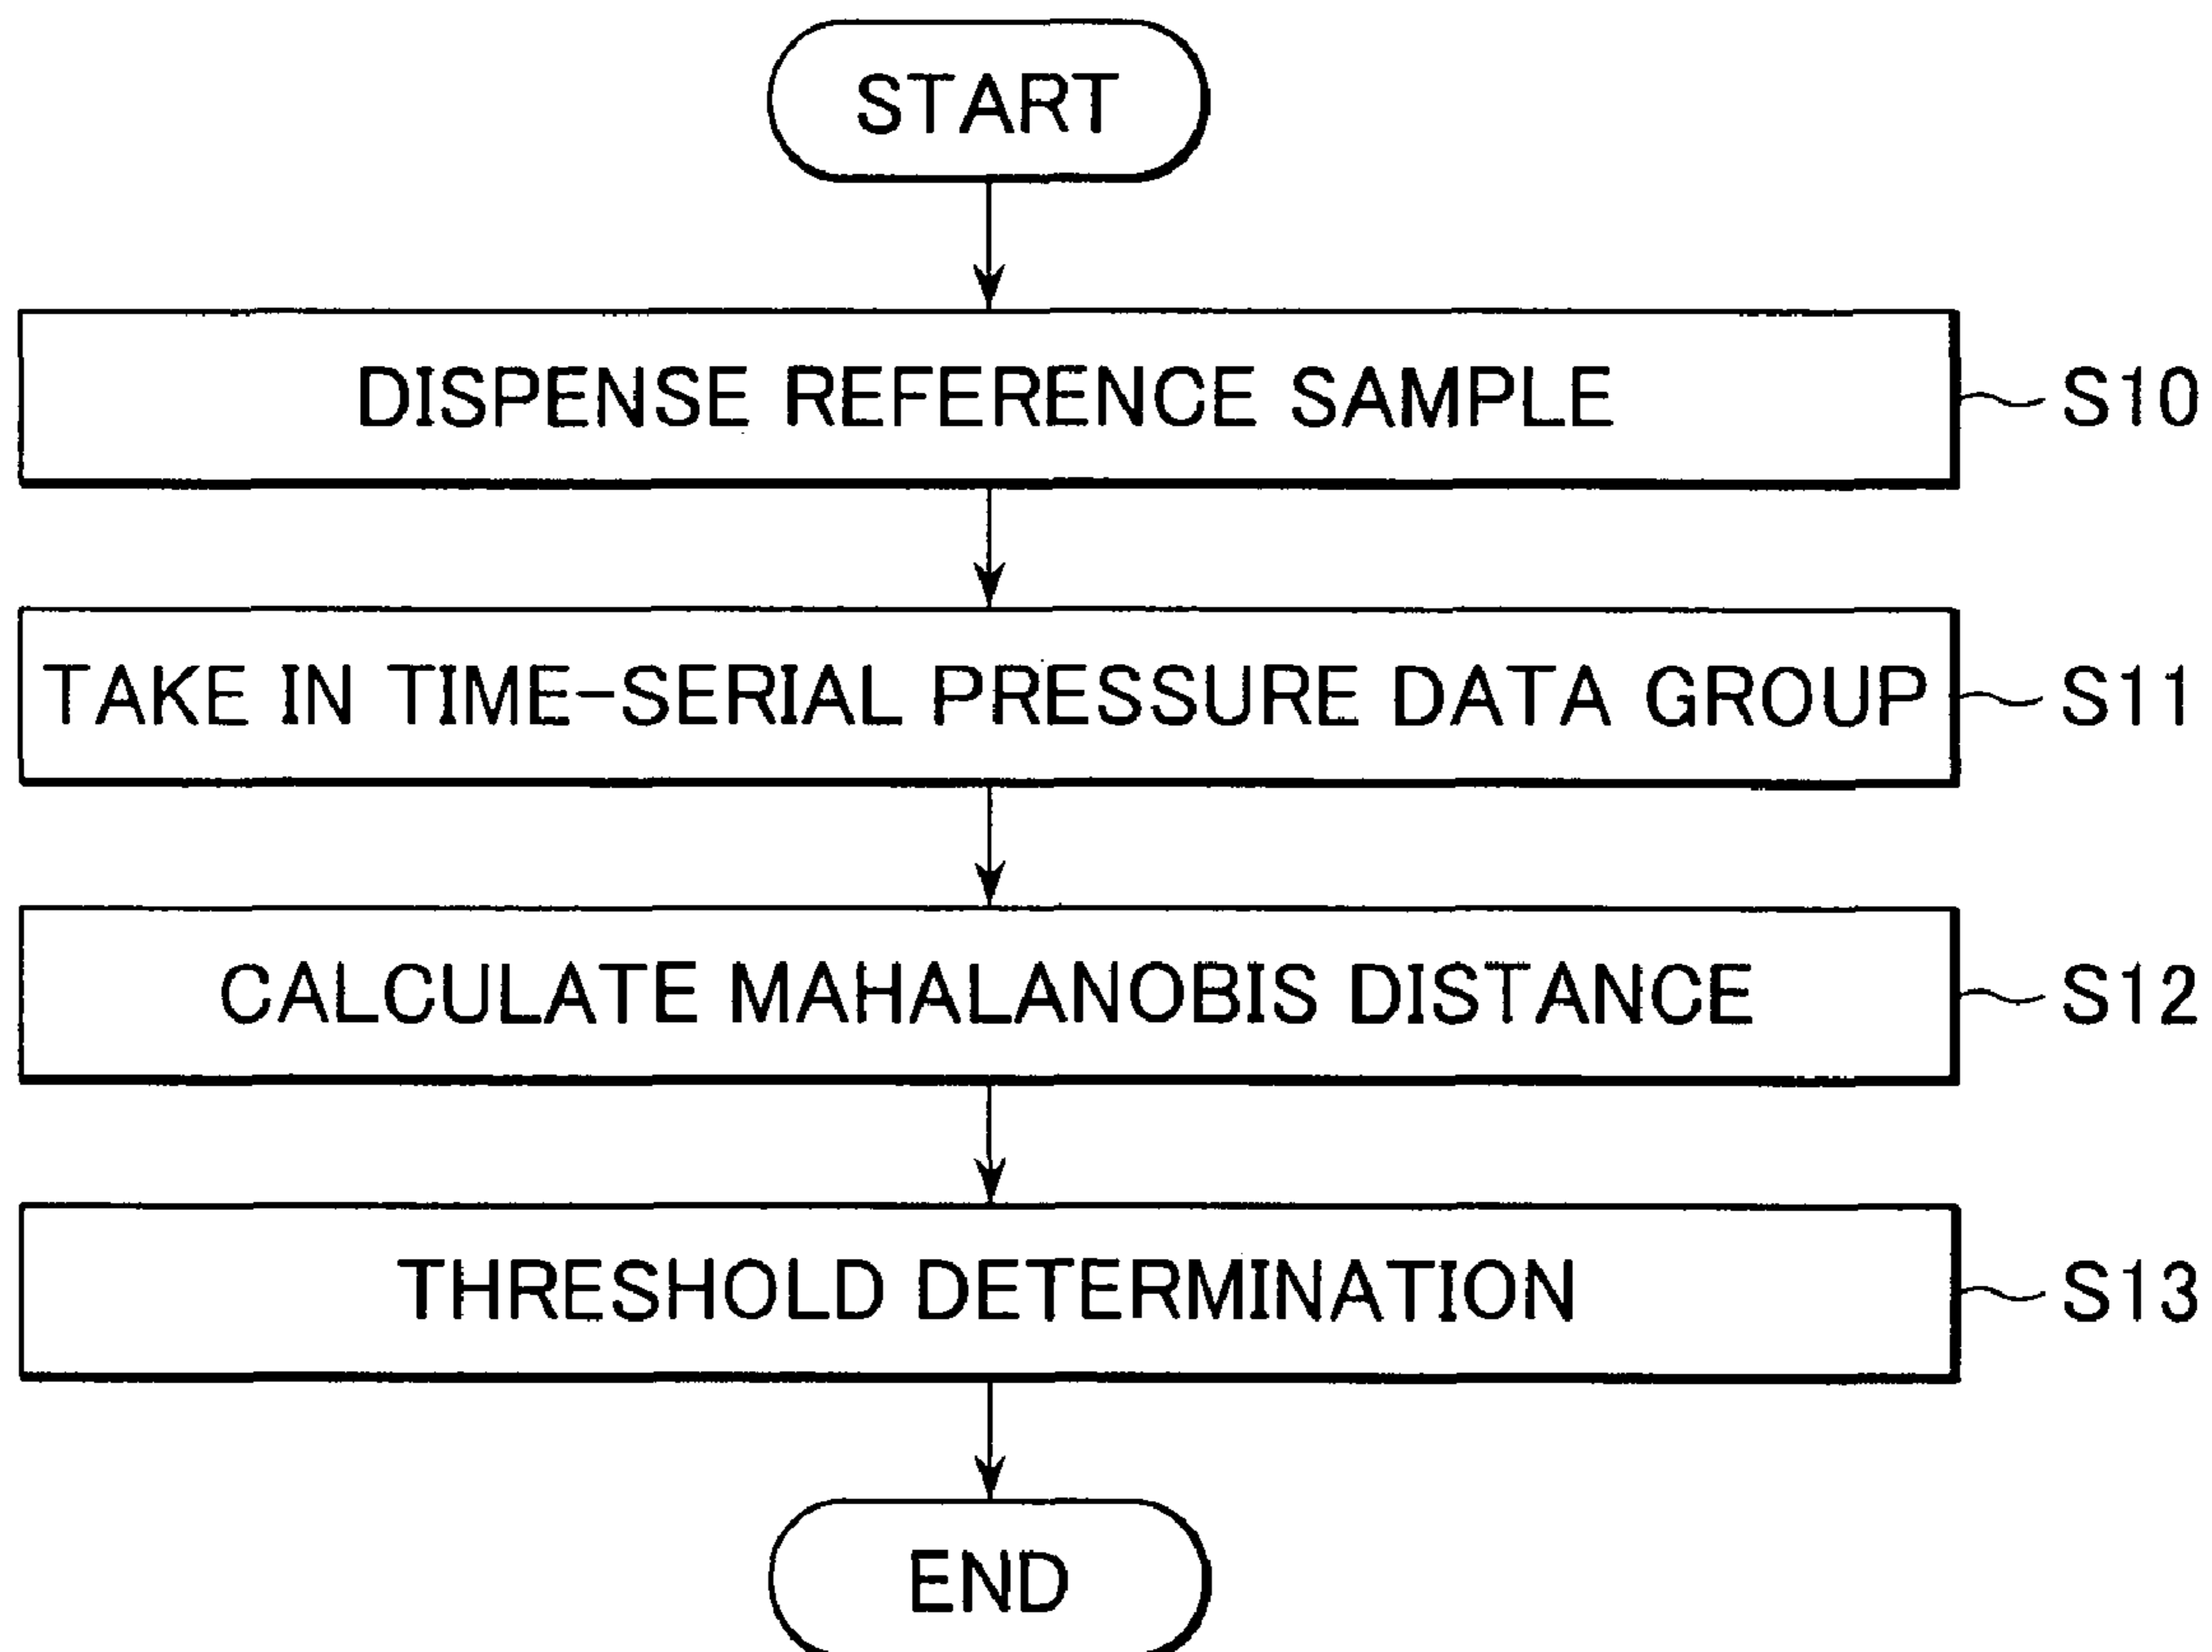 START
DISPENSE REFERENCE SAMPLE
S10
TAKE IN TIME-SERIAL PRESSURE DATA GROUP
S11
CALCULATE MAHALANOBIS DISTANCE
S12
THRESHOLD DETERMINATION
S13
END